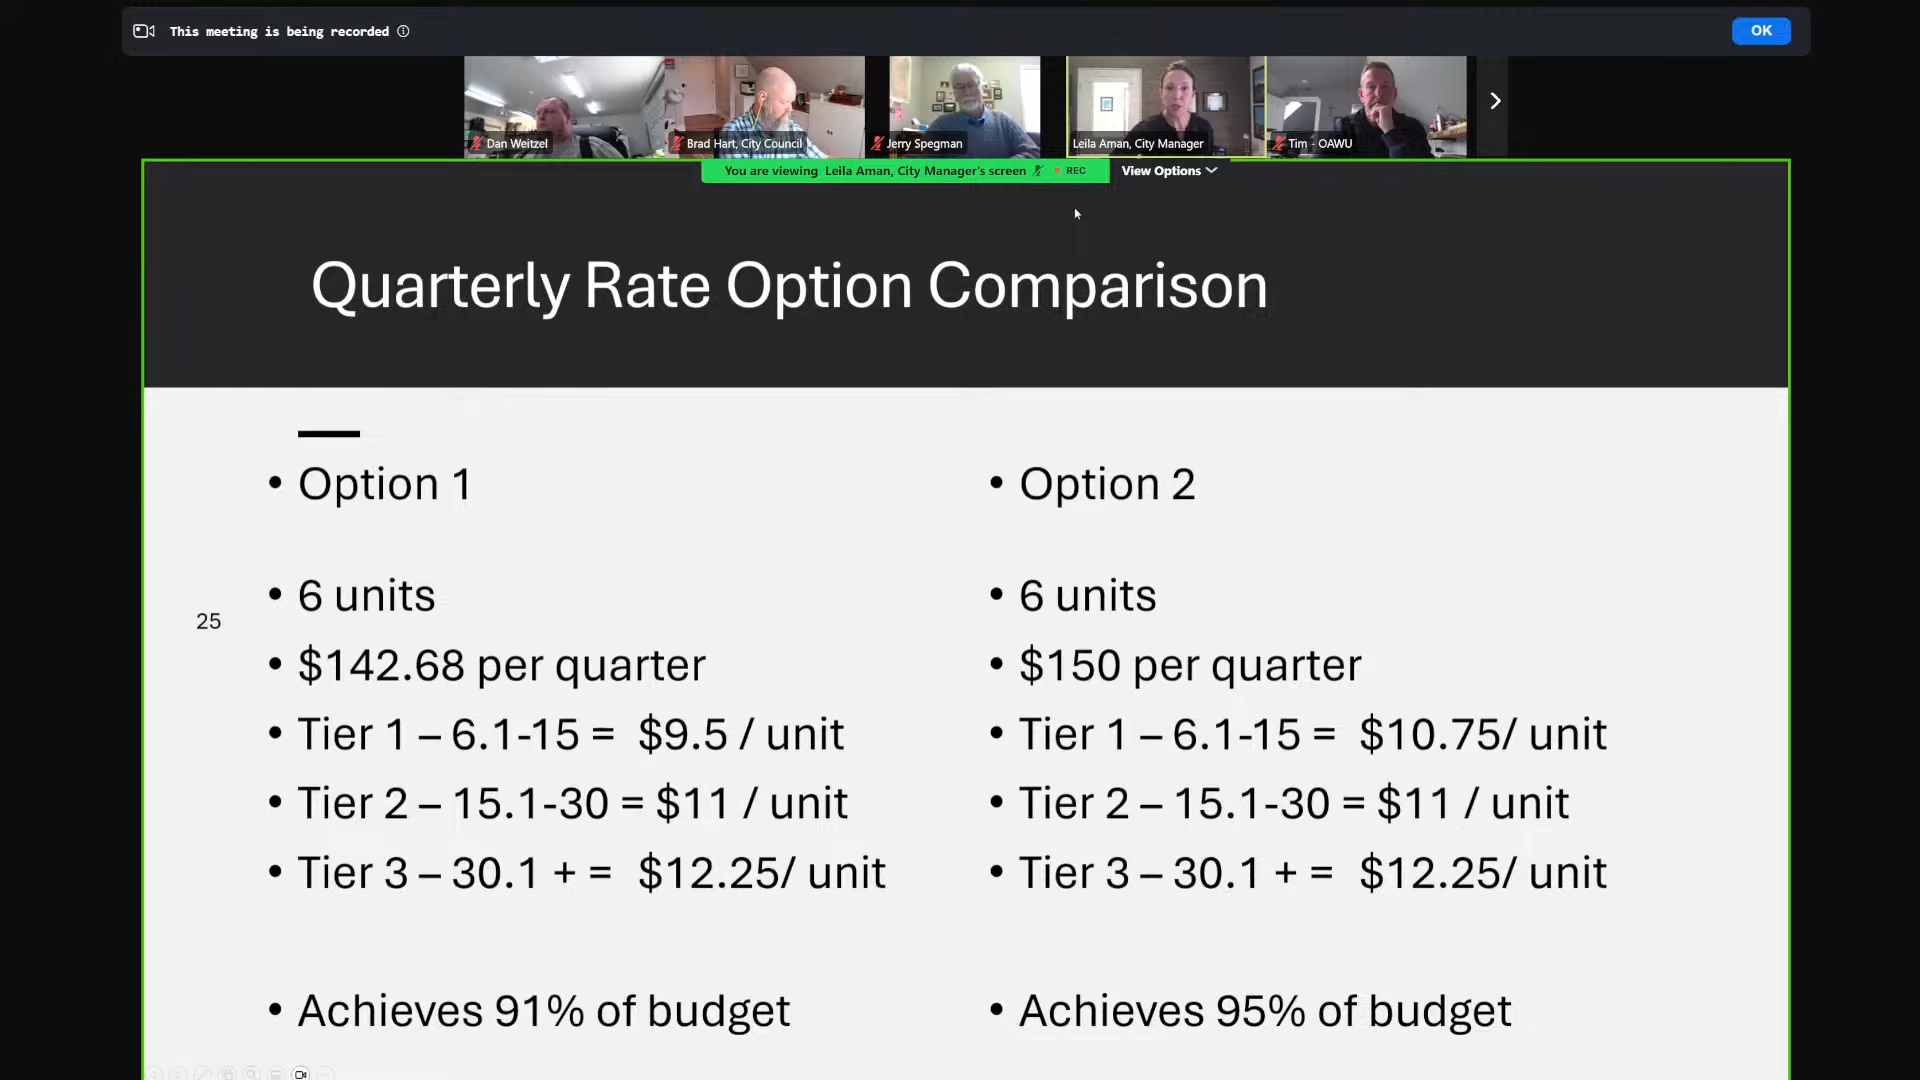 This meeting is being recorded
OK
Dan Weitzel
Brad Hart, City Council
Jerry Spegman
Leila Aman, City Manager
Tim - OAWU
You are viewing Leila Aman, City Manager's screen
REC
View Options
Quarterly Rate Option Comparison
• Option 1
• 6 units
25
• $142.68 per quarter
• Tier 1 – 6.1-15 = $9.5 / unit
• Tier 2 – 15.1-30 = $11 / unit
• Tier 3 – 30.1 + = $12.25/ unit
• Achieves 91% of budget
• Option 2
• 6 units
• $150 per quarter
• Tier 1 – 6.1-15 = $10.75/ unit
• Tier 2 – 15.1-30 = $11 / unit
• Tier 3 – 30.1 + = $12.25/ unit
• Achieves 95% of budget